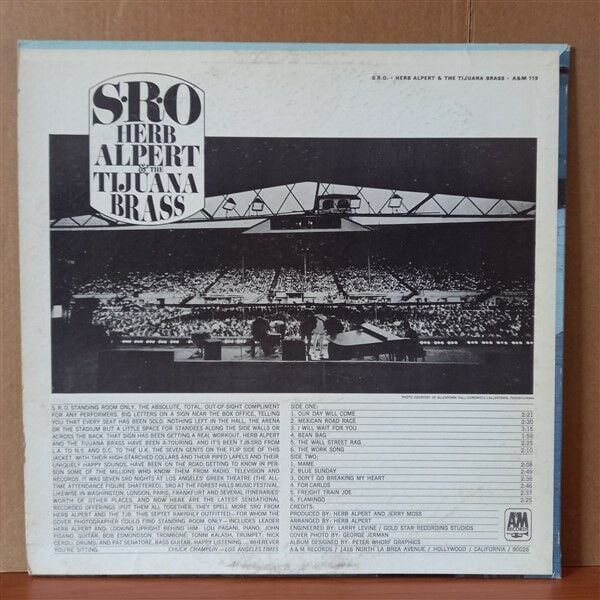 S.R.O. • HERB ALPERT & THE TIJUANA BRASS • A&M 119
S•R•O
HERB
ALPERT
& THE
TIJUANA
BRASS
PHOTO COURTESY OF ALLENTOWN CALL-CHRONICLE / ALLENTOWN, PENNSYLVANIA
S.R.O. STANDING ROOM ONLY. THE ABSOLUTE, TOTAL, OUT-OF-SIGHT COMPLIMENT
FOR ANY PERFORMERS. BIG LETTERS ON A SIGN NEAR THE BOX OFFICE, TELLING
YOU THAT EVERY SEAT HAS BEEN SOLD. NOTHING LEFT IN THE HALL, THE ARENA
OR THE STADIUM BUT A LITTLE SPACE FOR STANDEES ALONG THE SIDE WALLS OR
ACROSS THE BACK. THAT SIGN HAS BEEN GETTING A REAL WORKOUT. HERB ALPERT
AND THE TIJUANA BRASS HAVE BEEN A-TOURING. AND IT'S BEEN TJB-SRO FROM
L.A. TO N.Y. AND D.C. TO THE U.K. THE SEVEN GENTS ON THE FLIP SIDE OF THIS
JACKET, WITH THEIR HIGH-STARCHED COLLARS AND THEIR PIPED LAPELS AND THEIR
UNIQUELY HAPPY SOUNDS, HAVE BEEN ON THE ROAD GETTING TO KNOW IN PER-
SON SOME OF THE MILLIONS WHO KNOW THEM FROM RADIO, TELEVISION AND
RECORDS. IT WAS SEVEN SRO NIGHTS AT LOS ANGELES' GREEK THEATRE (THE ALL-
TIME ATTENDANCE FIGURE SHATTERED), SRO AT THE FOREST HILLS MUSIC FESTIVAL.
LIKEWISE IN WASHINGTON, LONDON, PARIS, FRANKFURT AND SEVERAL ITINERARIES'
WORTH OF OTHER PLACES. AND NOW HERE ARE THE LATEST SENSATIONAL
RECORDED OFFERINGS (PUT THEM ALL TOGETHER, THEY SPELL MORE SRO FROM
HERB ALPERT AND THE TJB. THIS SEPTET RAKISHLY OUTFITTED—FOR WHOM THE
COVER PHOTOGRAPHER COULD FIND STANDING ROOM ONLY—INCLUDES LEADER
HERB ALPERT AND, LOOKING UPRIGHT BEHIND HIM: LOU PAGANI, PIANO, JOHN
PISANO, GUITAR, BOB EDMONDSON, TROMBONE, TONNI KALASH, TRUMPET, NICK
CEROLI, DRUMS, AND PAT SENATORE, BASS GUITAR. HAPPY LISTENING... WHEREVER
YOU'RE SITTING. CHUCK CHAMPLIN—LOS ANGELES TIMES
SIDE ONE:
1. OUR DAY WILL COME 2:21
2. MEXICAN ROAD RACE 2:30
3. I WILL WAIT FOR YOU 3:15
4. BEAN BAG
5. THE WALL STREET RAG
6. THE WORK SONG 2:10
SIDE TWO:
1. MAME 2:08
2. BLUE SUNDAY 2:49
3. DON'T GO BREAKING MY HEART 2:38
4. FOR CARLOS
5. FREIGHT TRAIN JOE
6. FLAMINGO 2:25
CREDITS:
PRODUCED BY: HERB ALPERT AND JERRY MOSS
ARRANGED BY: HERB ALPERT
ENGINEERED BY: LARRY LEVINE / GOLD STAR RECORDING STUDIOS
COVER PHOTO BY: GEORGE JERMAN
ALBUM DESIGNED BY: PETER WHORF GRAPHICS
A&M RECORDS / 1416 NORTH LA BREA AVENUE / HOLLYWOOD / CALIFORNIA / 90028
A&M
RECORDS